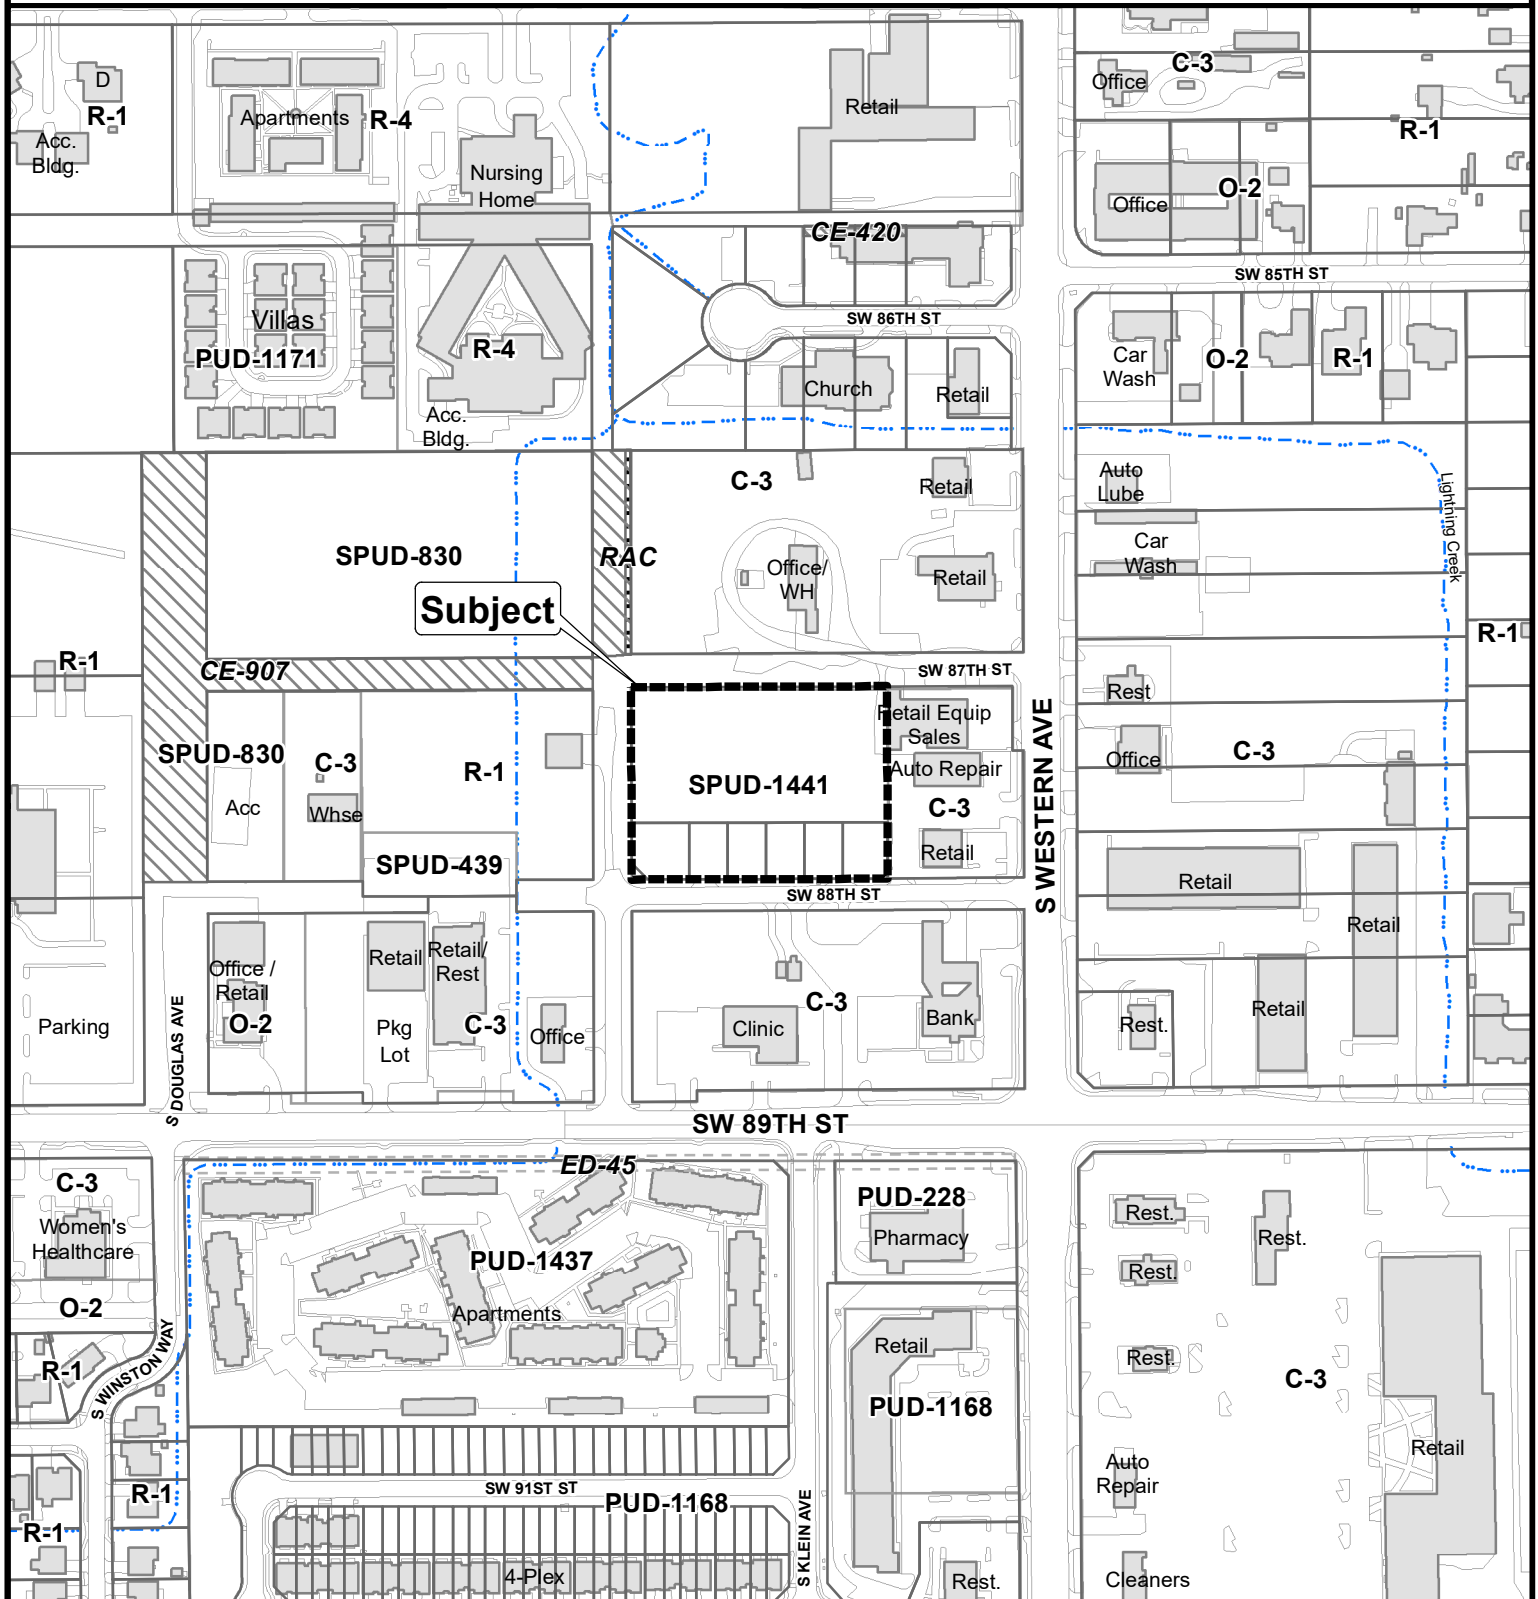 C-3
D
Office
R-1
Apartments
R-4
Retail
R-1
Acc.
Bldg.
Nursing
Home
O-2
Office
CE-420
SW 85TH ST
Villas
SW 86TH ST
PUD-1171
R-4
Car
Wash
O-2
R-1
Church
Retail
Acc.
Bldg.
C-3
Retail
Auto
Lube
Lightning Creek
SPUD-830
RAC
Office/
WH
Retail
Car
Wash
Subject
R-1
R-1
CE-907
SW 87TH ST
Rest
Retail Equip
Sales
S WESTERN AVE
SPUD-830
C-3
R-1
SPUD-1441
Auto Repair
Office
C-3
Acc
Whse
C-3
SPUD-439
Retail
Retail
SW 88TH ST
Retail
Office /
Retail
Retail
Retail/
Rest
O-2
C-3
C-3
Parking
S DOUGLAS AVE
Pkg
Lot
Office
Clinic
Bank
Rest.
Retail
SW 89TH ST
ED-45
C-3
PUD-228
Women's
Healthcare
Pharmacy
Rest.
Rest.
PUD-1437
Rest.
O-2
Apartments
Retail
Rest.
R-1
S WINSTON WAY
PUD-1168
C-3
Retail
Auto
Repair
SW 91ST ST
R-1
PUD-1168
R-1
S KLEIN AVE
4-Plex
Rest.
Cleaners